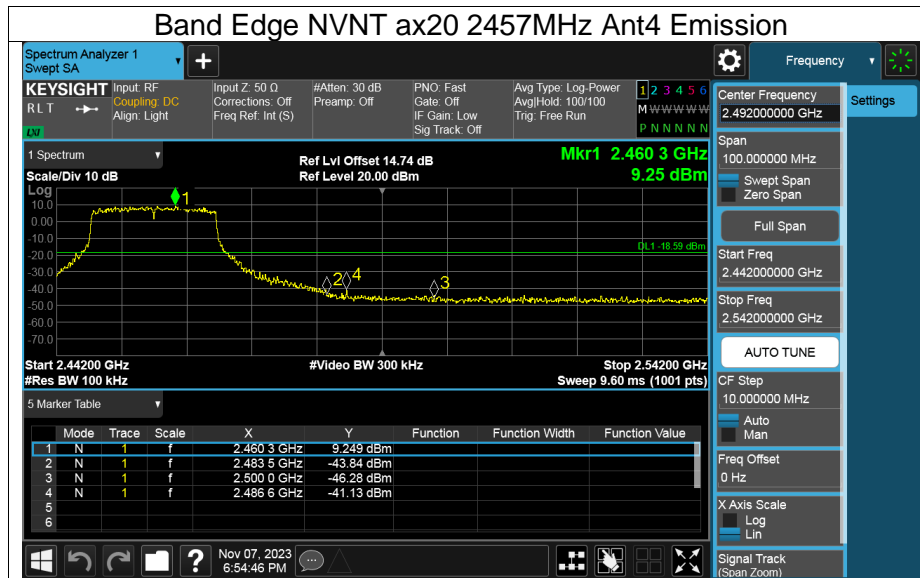 Band Edge NVNT ax20 2457MHz Ant4 Emission
Spectrum Analyzer 1
Swept SA
+
Frequency
KEYSIGHT
R L T
LXI
Input: RF
Coupling: DC
Align: Light
Input Z: 50 Ω
Corrections: Off
Freq Ref: Int (S)
#Atten: 30 dB
Preamp: Off
PNO: Fast
Gate: Off
IF Gain: Low
Sig Track: Off
Avg Type: Log-Power
Avg|Hold: 100/100
Trig: Free Run
1 2 3 4 5 6
M W W W W W
P N N N N N
1 Spectrum
Scale/Div 10 dB
Ref Lvl Offset 14.74 dB
Ref Level 20.00 dBm
Mkr1 2.460 3 GHz
9.25 dBm
Log
10.0
0.00
-10.0
-20.0
-30.0
-40.0
-50.0
-60.0
-70.0
1
2
4
3
DL1 -18.59 dBm
Start 2.44200 GHz
#Res BW 100 kHz
#Video BW 300 kHz
Stop 2.54200 GHz
Sweep 9.60 ms (1001 pts)
5 Marker Table
Mode Trace Scale X Y Function Function Width Function Value
1 N 1 f 2.460 3 GHz 9.249 dBm
2 N 1 f 2.483 5 GHz -43.84 dBm
3 N 1 f 2.500 0 GHz -46.28 dBm
4 N 1 f 2.486 6 GHz -41.13 dBm
5
6
?
Nov 07, 2023
6:54:46 PM
Center Frequency
2.492000000 GHz
Settings
Span
100.000000 MHz
Swept Span
Zero Span
Full Span
Start Freq
2.442000000 GHz
Stop Freq
2.542000000 GHz
AUTO TUNE
CF Step
10.000000 MHz
Auto
Man
Freq Offset
0 Hz
X Axis Scale
Log
Lin
Signal Track
(Span Zoom)